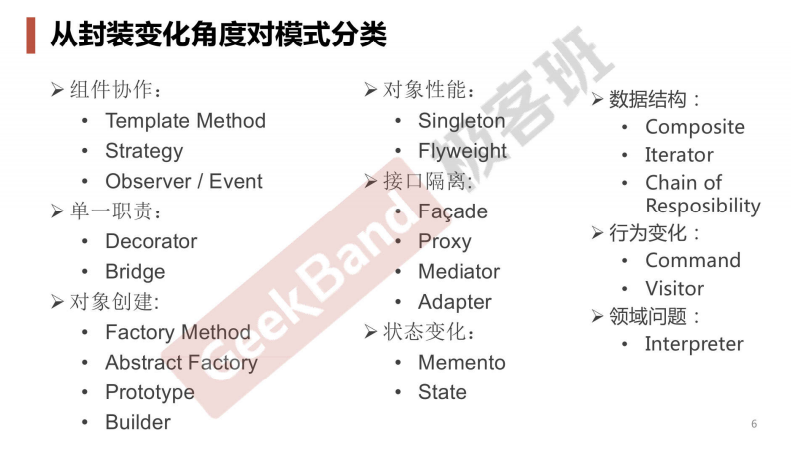 从封装变化角度对模式分类
➢ 组件协作：
• Template Method
• Strategy
• Observer / Event
➢ 单一职责：
• Decorator
• Bridge
➢ 对象创建:
• Factory Method
• Abstract Factory
• Prototype
• Builder
➢ 对象性能：
• Singleton
• Flyweight
➢ 接口隔离:
• Façade
• Proxy
• Mediator
• Adapter
➢ 状态变化：
• Memento
• State
➢ 数据结构：
• Composite
• Iterator
• Chain of
Resposibility
➢ 行为变化：
• Command
• Visitor
➢ 领域问题：
• Interpreter
GeekBand 极客班
6